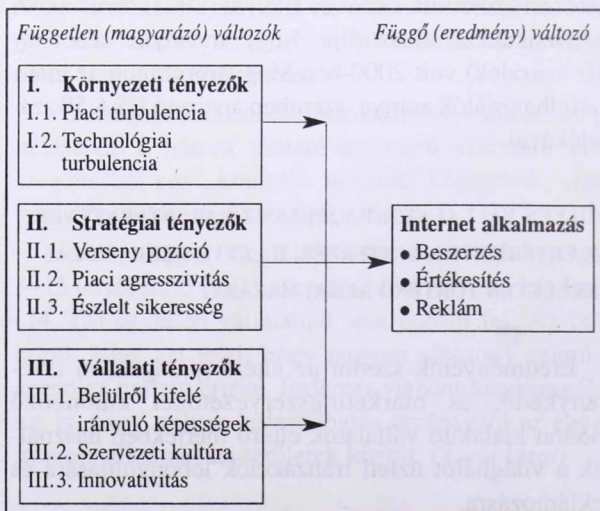 Független (magyarázó) változók
Függő (eredmény) változó
I. Környezeti tényezők
I.1. Piaci turbulencia
I.2. Technológiai
turbulencia
II. Stratégiai tényezők
II.1. Versenypozíció
II.2. Piaci agresszivitás
II.3. Észlelt sikeresség
III. Vállalati tényezők
III.1. Belülről kifelé
irányuló képességek
III.2. Szervezeti kultúra
III.3. Innovativitás
Internet alkalmazás
● Beszerzés
● Értékesítés
● Reklám